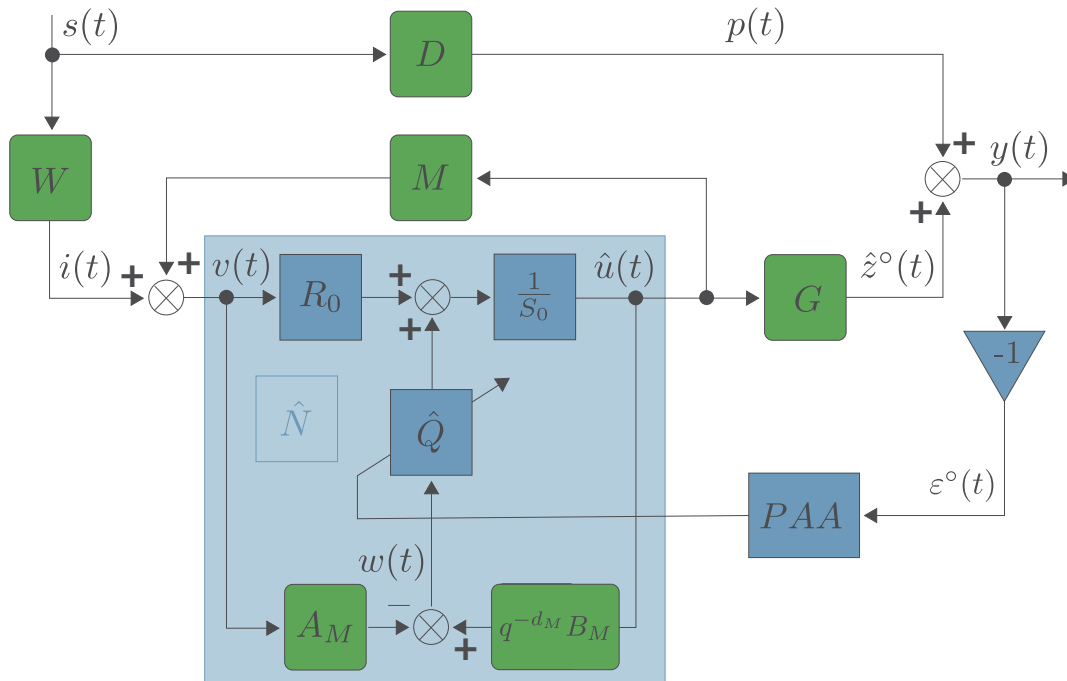 s(t)
D
p(t)
W
M
y(t)
i(t)
v(t)
R_0
1/S_0
û(t)
G
ẑ°(t)
-1
N̂
Q̂
ε°(t)
PAA
w(t)
A_M
q^{-d_M} B_M
+
+
+
+
+
+
−
+